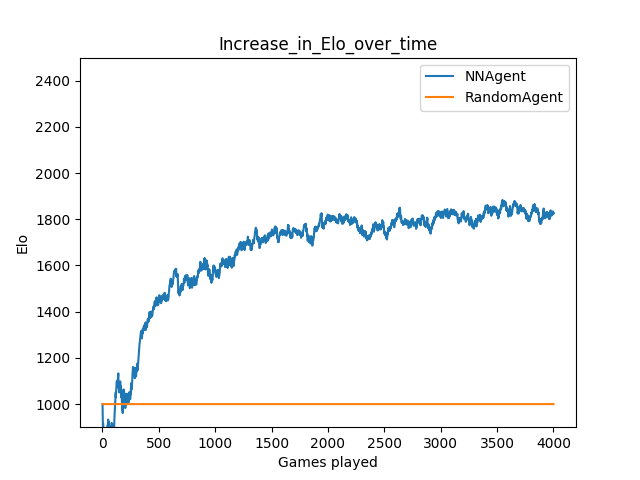 Increase_in_Elo_over_time
NNAgent
RandomAgent
2400
2200
2000
1800
1600
1400
1200
1000
Elo
0 500 1000 1500 2000 2500 3000 3500 4000
Games played